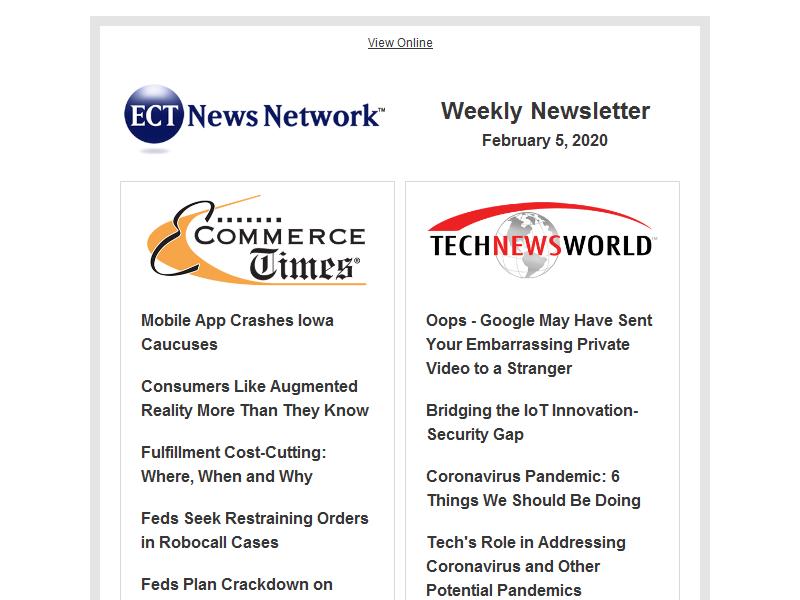 View Online
ECT News Network™
Weekly Newsletter
February 5, 2020
E-Commerce
Times®
Mobile App Crashes Iowa
Caucuses
Consumers Like Augmented
Reality More Than They Know
Fulfillment Cost-Cutting:
Where, When and Why
Feds Seek Restraining Orders
in Robocall Cases
Feds Plan Crackdown on
TECHNEWSWORLD
Oops - Google May Have Sent
Your Embarrassing Private
Video to a Stranger
Bridging the IoT Innovation-
Security Gap
Coronavirus Pandemic: 6
Things We Should Be Doing
Tech's Role in Addressing
Coronavirus and Other
Potential Pandemics